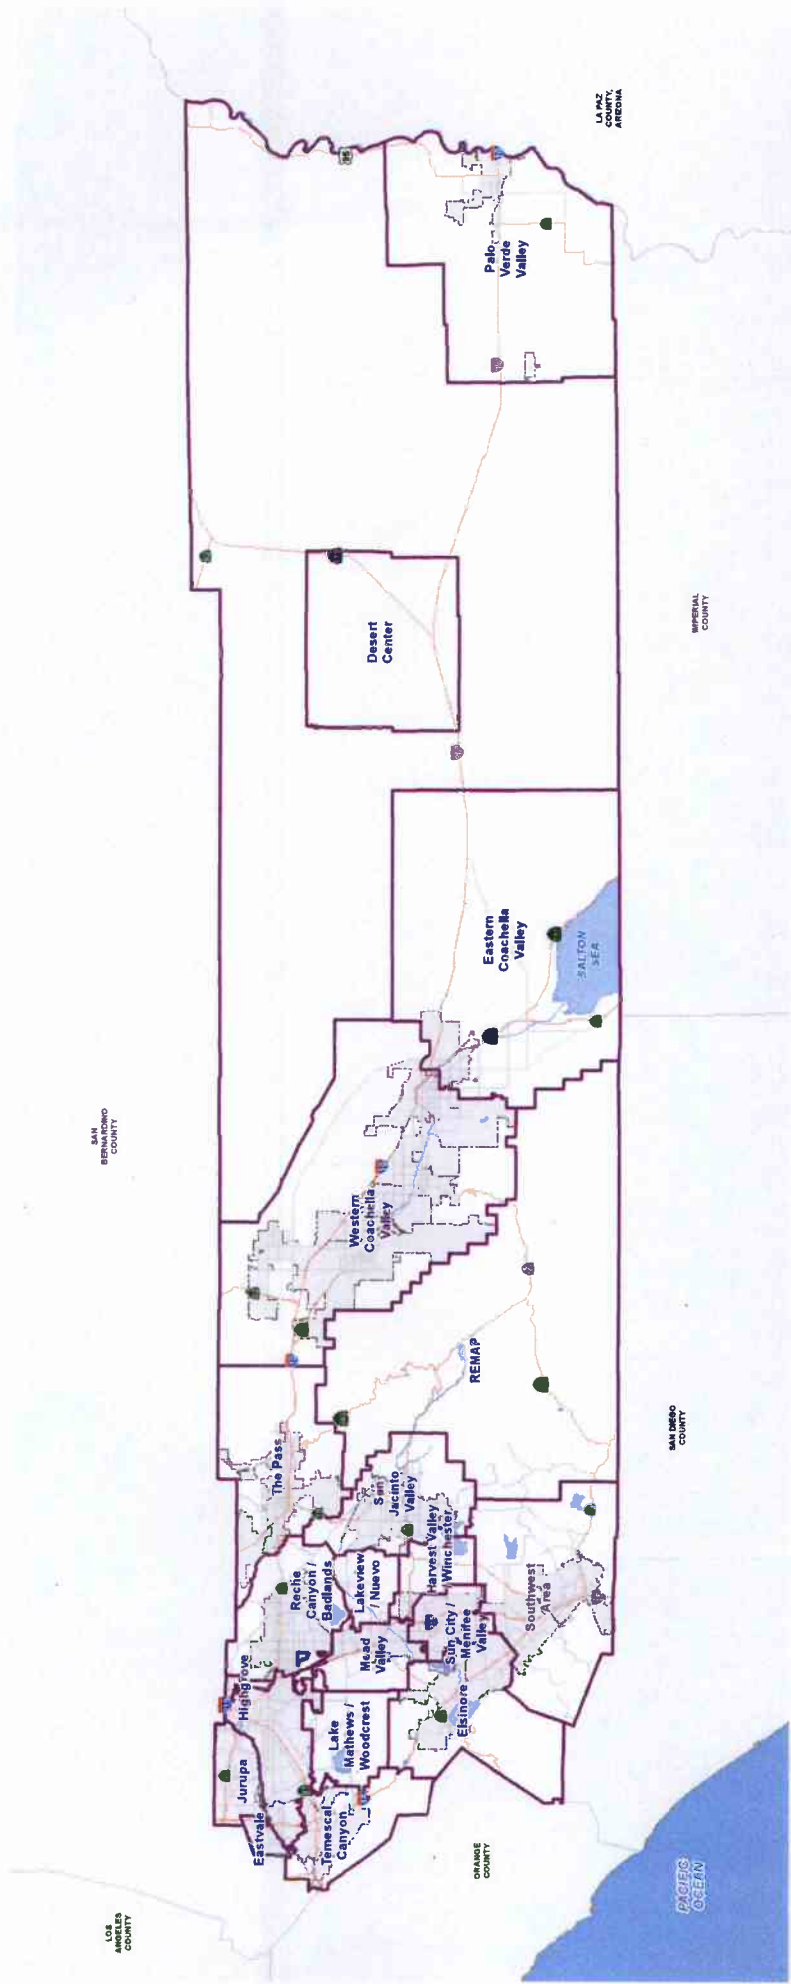 LOS
ANGELES
COUNTY
SAN
BERNARDINO
COUNTY
LA PAZ
COUNTY,
ARIZONA
95
Eastvale
Jurupa
Highgrove
Temescal
Canyon
Lake
Mathews /
Woodcrest
Mead
Valley
Reche
Canyon /
Badlands
Lakeview
/ Nuevo
The Pass
San
Jacinto
Valley
Harvest Valley /
Winchester
Sun City /
Menifee
Valley
Elsinore
Southwest
Area
REMAP
Western
Coachella
Valley
Eastern
Coachella
Valley
SALTON
SEA
Desert
Center
Palo
Verde
Valley
ORANGE
COUNTY
SAN DIEGO
COUNTY
IMPERIAL
COUNTY
PACIFIC
OCEAN